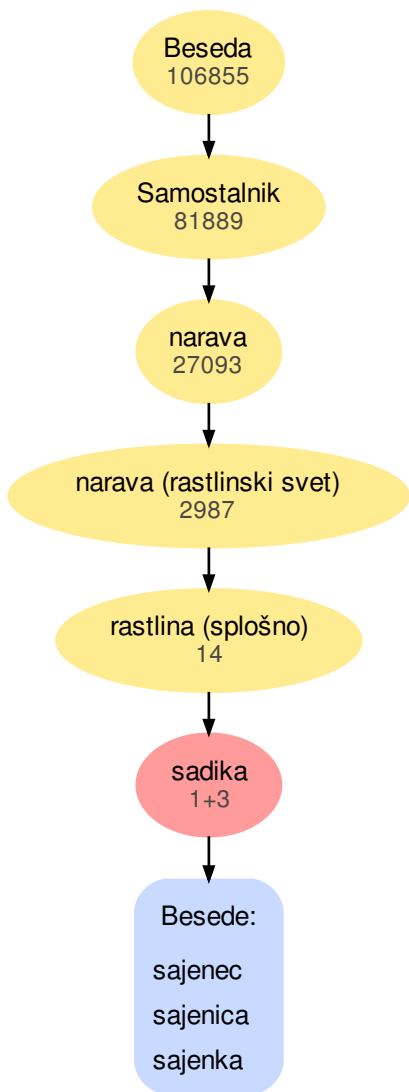 Beseda
106855
Samostalnik
81889
narava
27093
narava (rastlinski svet)
2987
rastlina (splošno)
14
sadika
1+3
Besede:
sajenec
sajenica
sajenka